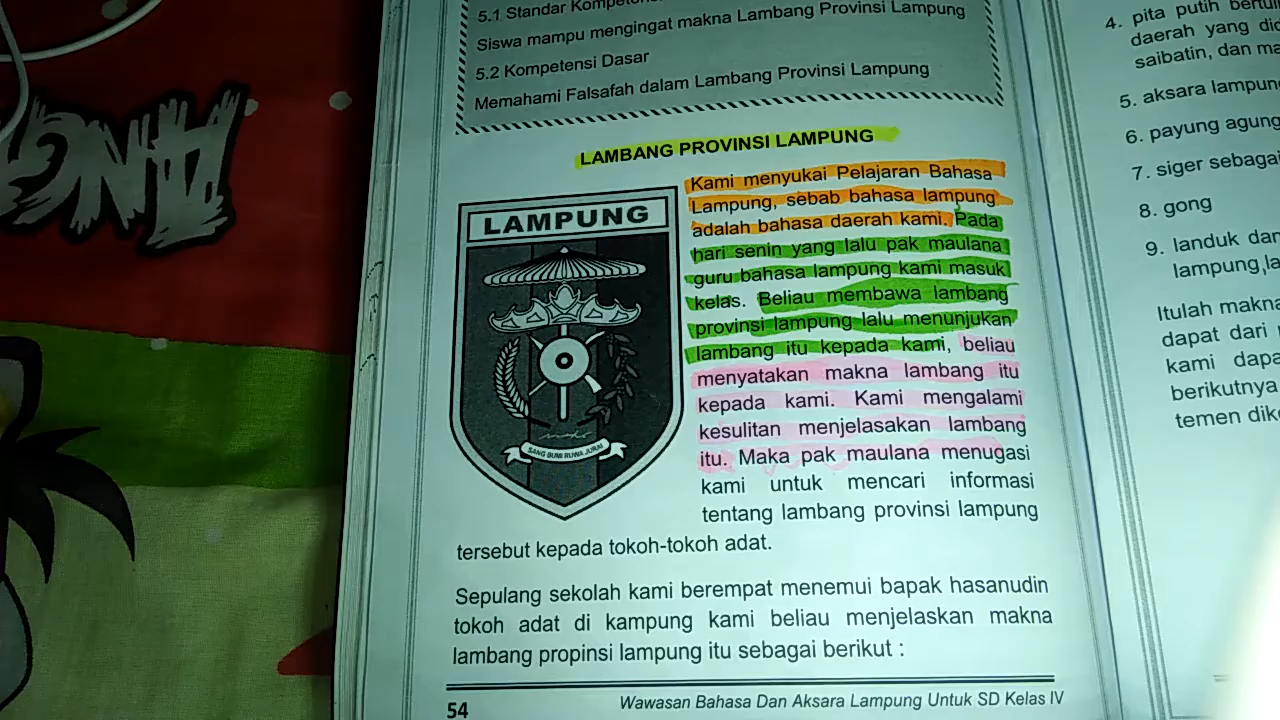 5.1 Standar
Siswa mampu mengingat makna Lambang Provinsi Lampung
5.2 Kompetensi Dasar
Memahami Falsafah dalam Lambang Provinsi Lampung
LAMBANG PROVINSI LAMPUNG
LAMPUNG
SANG BUMI RUWA JURAI
Kami menyukai Pelajaran Bahasa
Lampung, sebab bahasa lampung
adalah bahasa daerah kami. Pada
hari senin yang lalu pak maulana
guru bahasa lampung kami masuk
kelas. Beliau membawa lambang
provinsi lampung lalu menunjukan
lambang itu kepada kami, beliau
menyatakan makna lambang itu
kepada kami. Kami mengalami
kesulitan menjelasakan lambang
itu. Maka pak maulana menugasi
kami untuk mencari informasi
tentang lambang provinsi lampung
tersebut kepada tokoh-tokoh adat.
Sepulang sekolah kami berempat menemui bapak hasanudin
tokoh adat di kampung kami beliau menjelaskan makna
lambang propinsi lampung itu sebagai berikut :
54
Wawasan Bahasa Dan Aksara Lampung Untuk SD Kelas IV
4. pita putih
daerah yang
saibatin, dan
5. aksara
6. payung agung
7. siger sebagai
8. gong
9. landuk
lampung,
Itulah
dapat dari
kami
berikutnya
temen